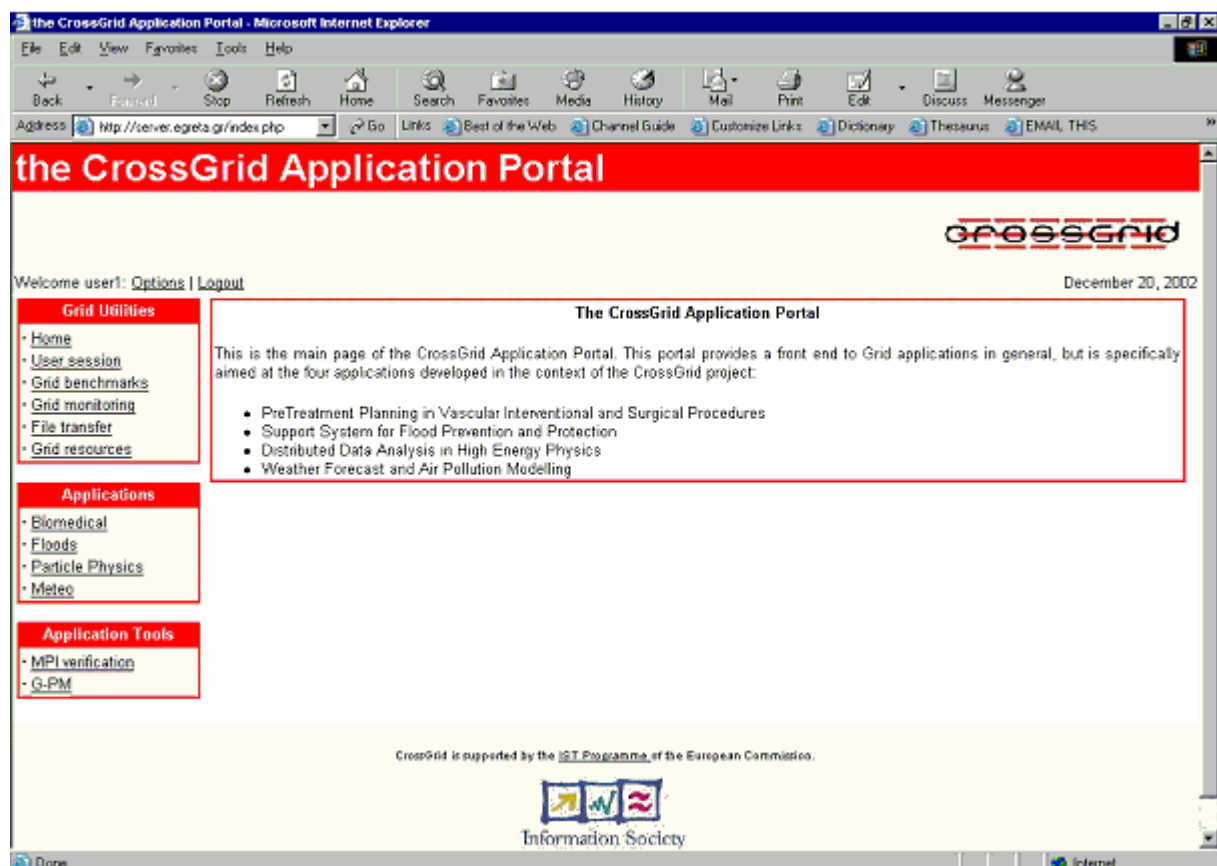 the CrossGrid Application Portal - Microsoft Internet Explorer
File Edit View Favorites Tools Help
Back Forward Stop Refresh Home Search Favorites Media History Mail Print Edit Discuss Messenger
Address http://server.egreta.gr/index.php Go Links Best of the Web Channel Guide Customize Links Dictionary Thesaurus EMAIL THIS »
the CrossGrid Application Portal
crossGrid
Welcome user1: Options | Logout December 20, 2002
Grid Utilities
· Home
· User session
· Grid benchmarks
· Grid monitoring
· File transfer
· Grid resources
Applications
· Biomedical
· Floods
· Particle Physics
· Meteo
Application Tools
· MPI verification
· G-PM
The CrossGrid Application Portal
This is the main page of the CrossGrid Application Portal. This portal provides a front end to Grid applications in general, but is specifically
aimed at the four applications developed in the context of the CrossGrid project:
• PreTreatment Planning in Vascular Interventional and Surgical Procedures
• Support System for Flood Prevention and Protection
• Distributed Data Analysis in High Energy Physics
• Weather Forecast and Air Pollution Modelling
CrossGrid is supported by the IST Programme of the European Commission.
Information Society
Done Internet